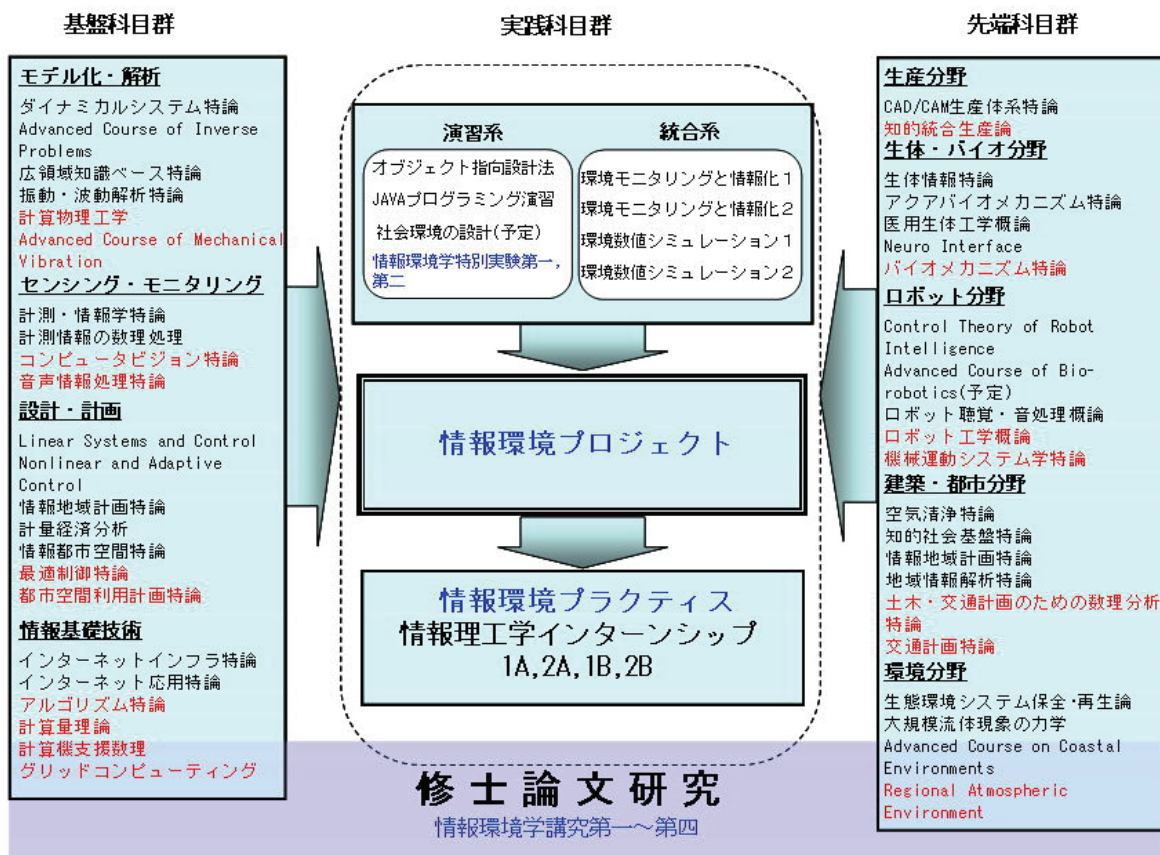 基盤科目群
モデル化・解析
ダイナミカルシステム特論
Advanced Course of Inverse
Problems
広領域知識ベース特論
振動・波動解析特論
計算物理工学
Advanced Course of Mechanical
Vibration
センシング・モニタリング
計測・情報学特論
計測情報の数理処理
コンピュータビジョン特論
音声情報処理特論
設計・計画
Linear Systems and Control
Nonlinear and Adaptive
Control
情報地域計画特論
計量経済分析
情報都市空間特論
最適制御特論
都市空間利用計画特論
情報基礎技術
インターネットインフラ特論
インターネット応用特論
アルゴリズム特論
計算量理論
計算機支援数理
グリッドコンピューティング
実践科目群
演習系
オブジェクト指向設計法
JAVAプログラミング演習
社会環境の設計(予定)
情報環境学特別実験第一,
第二
統合系
環境モニタリングと情報化1
環境モニタリングと情報化2
環境数値シミュレーション1
環境数値シミュレーション2
情報環境プロジェクト
情報環境プラクティス
情報理工学インターンシップ
1A,2A,1B,2B
先端科目群
生産分野
CAD/CAM生産体系特論
知的統合生産論
生体・バイオ分野
生体情報特論
アクアバイオメカニズム特論
医用生体工学概論
Neuro Interface
バイオメカニズム特論
ロボット分野
Control Theory of Robot
Intelligence
Advanced Course of Bio-
robotics(予定)
ロボット聴覚・音処理概論
ロボット工学概論
機械運動システム学特論
建築・都市分野
空気清浄特論
知的社会基盤特論
情報地域計画特論
地域情報解析特論
土木・交通計画のための数理分析
特論
交通計画特論
環境分野
生態環境システム保全・再生論
大規模流体現象の力学
Advanced Course on Coastal
Environments
Regional Atmospheric
Environment
修士論文研究
情報環境学講究第一～第四